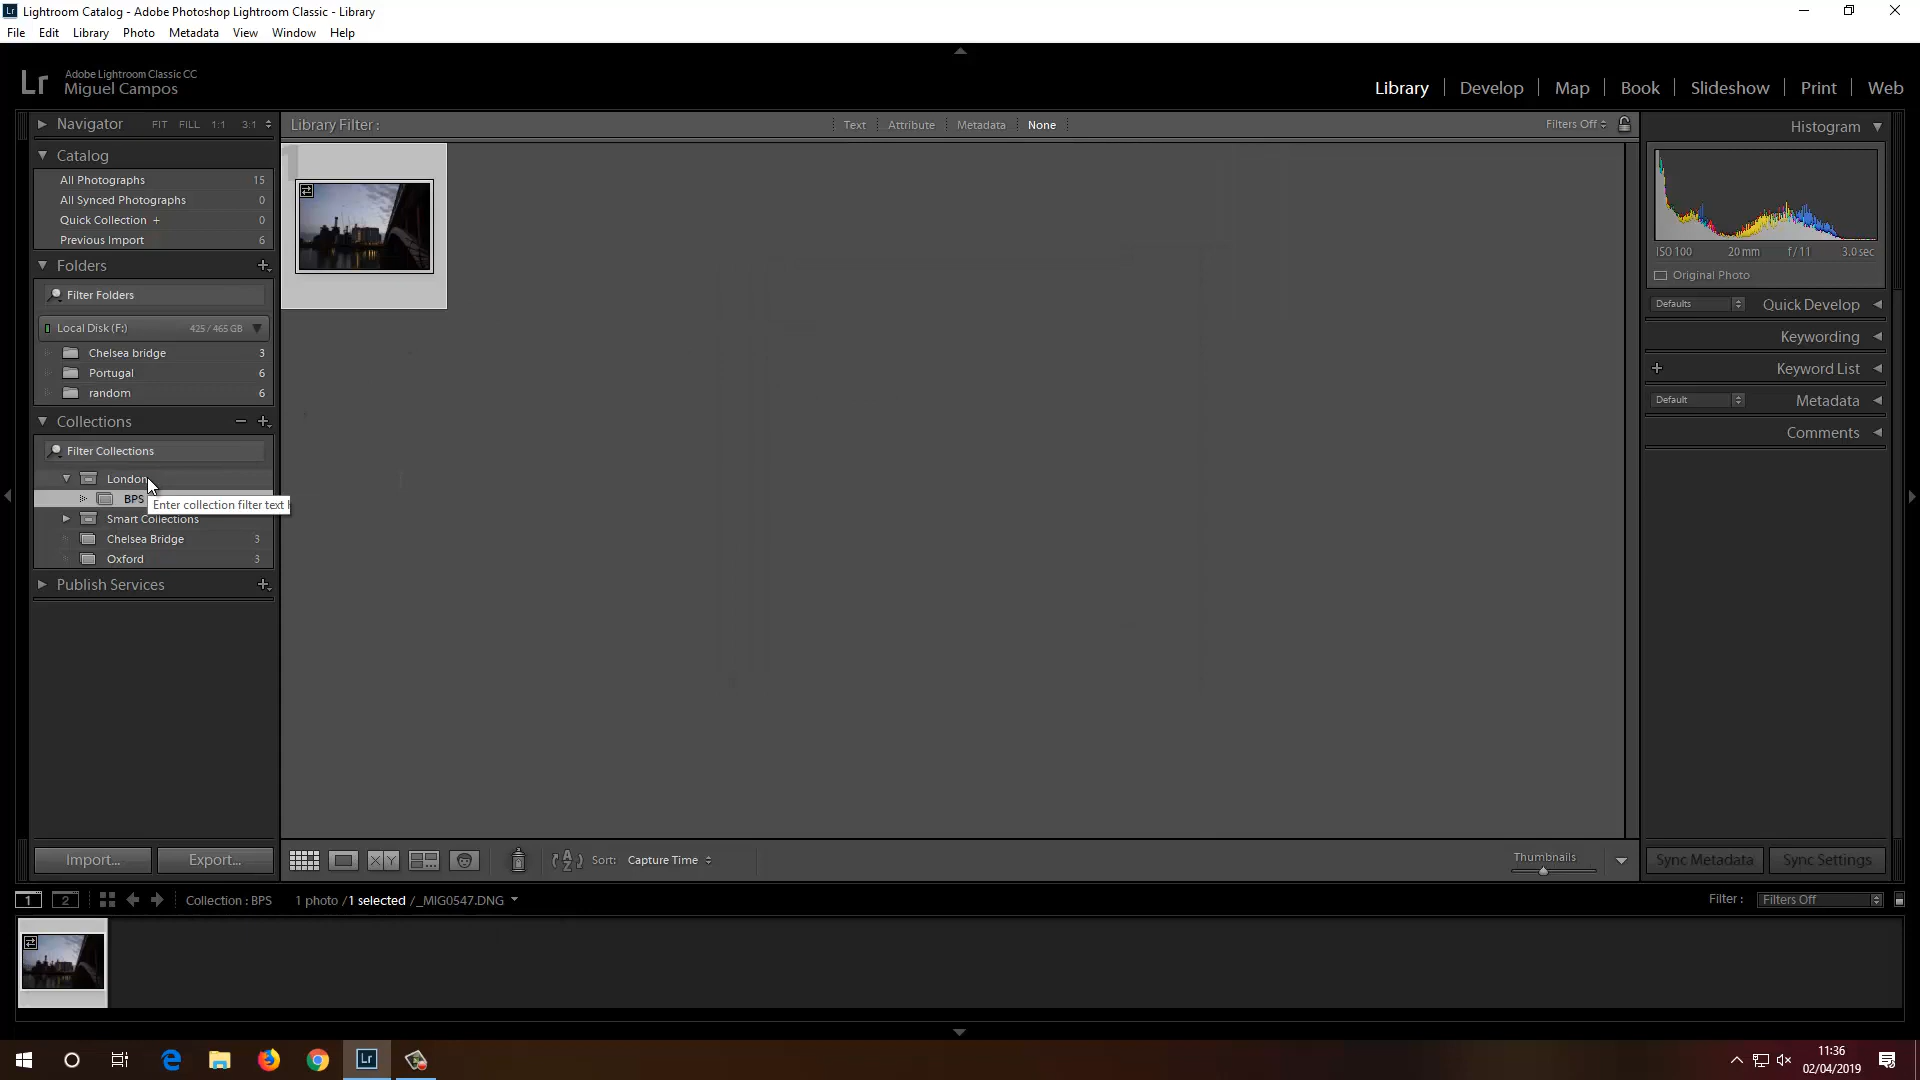 Lr Lightroom Catalog - Adobe Photoshop Lightroom Classic - Library
File Edit Library Photo Metadata View Window Help
Lr Adobe Lightroom Classic CC
Miguel Campos
Library Develop Map Book Slideshow Print Web
Navigator FIT FILL 1:1 3:1
Library Filter : Text Attribute Metadata None Filters Off
Histogram
Catalog
All Photographs 15
All Synced Photographs 0
Quick Collection + 0
Previous Import 6
Folders
Filter Folders
Local Disk (F:) 425 / 465 GB
Chelsea bridge 3
Portugal 6
random 6
Collections
Filter Collections
London
BPS
Enter collection filter text
Smart Collections
Chelsea Bridge 3
Oxford 3
Publish Services
1
ISO 100 20 mm f / 11 3.0 sec
Original Photo
Defaults Quick Develop
Keywording
Keyword List
Default Metadata
Comments
Import... Export...
XY
Sort: Capture Time
Thumbnails
Sync Metadata Sync Settings
1 2 Collection : BPS 1 photo / 1 selected / _MIG0547.DNG
Filter : Filters Off
Lr
11:36
02/04/2019